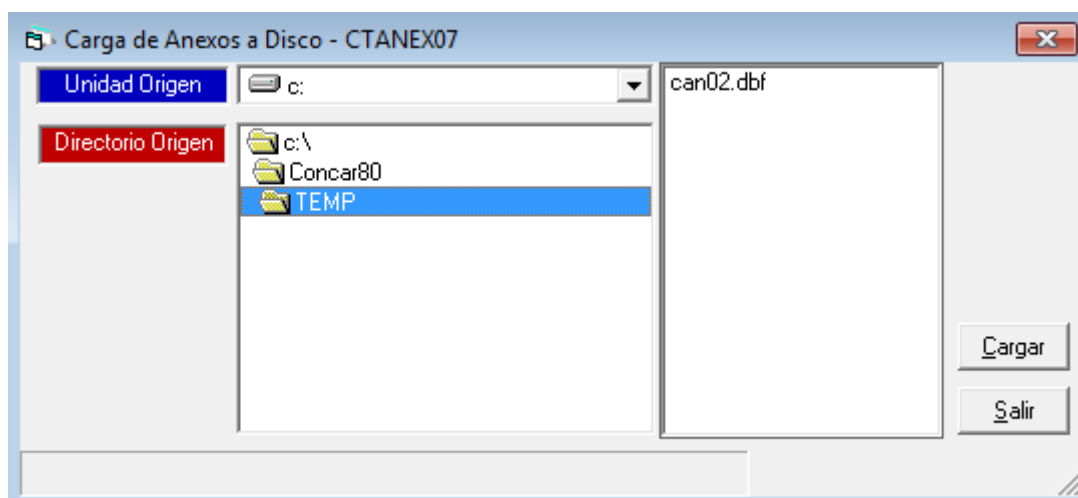 Carga de Anexos a Disco - CTANEX07
Unidad Origen
c:
can02.dbf
Directorio Origen
c:\
Concar80
TEMP
Cargar
Salir